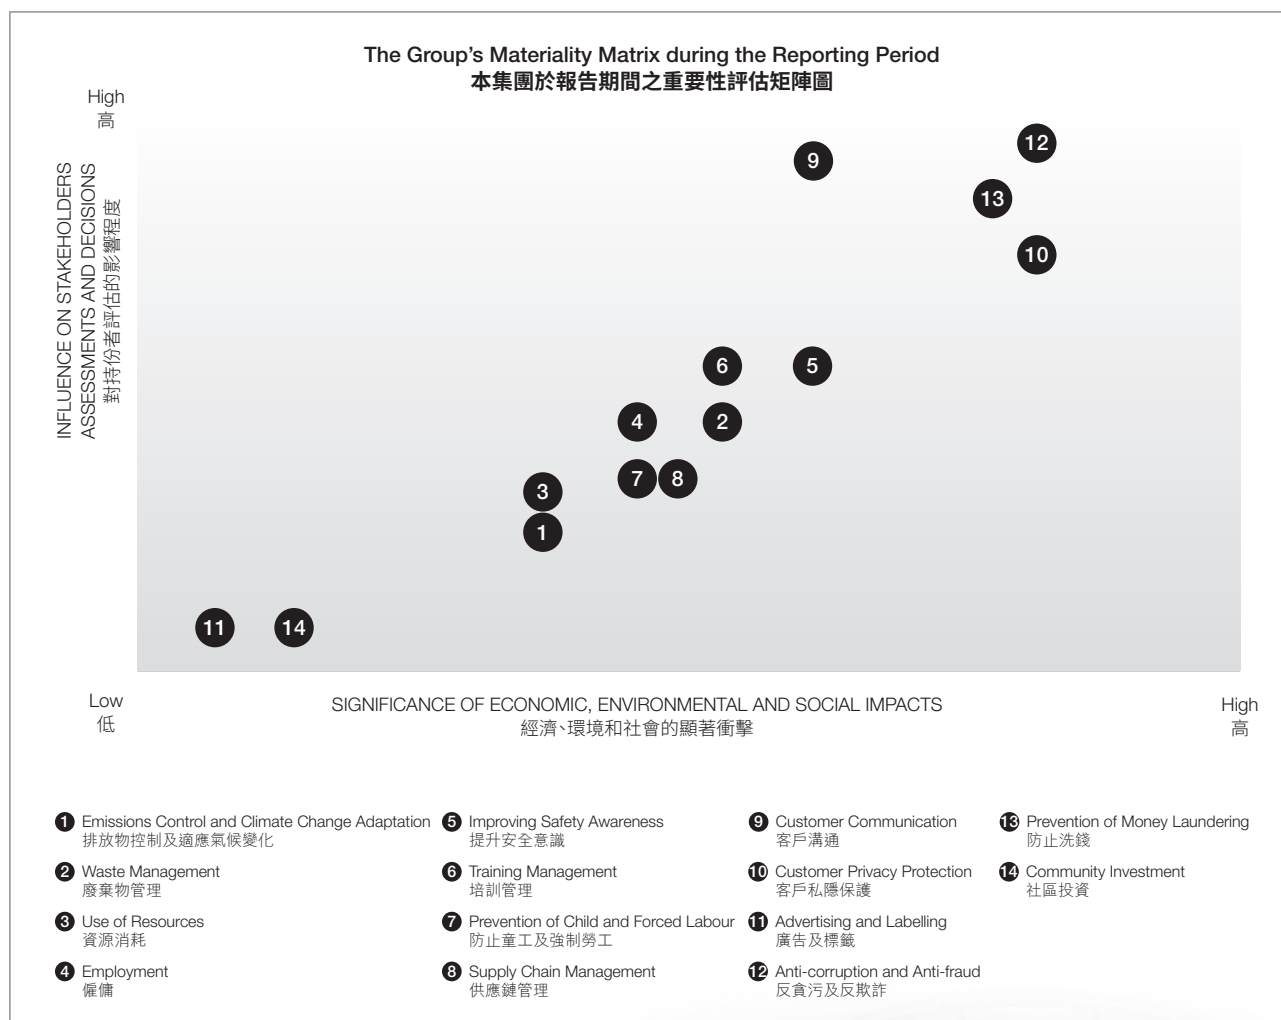 The Group's Materiality Matrix during the Reporting Period
本集團於報告期間之重要性評估矩陣圖
High
高
INFLUENCE ON STAKEHOLDERS
ASSESSMENTS AND DECISIONS
對持份者評估的影響程度
12
9
13
10
6
5
4
2
7
8
3
1
11
14
Low
低
SIGNIFICANCE OF ECONOMIC, ENVIRONMENTAL AND SOCIAL IMPACTS
經濟、環境和社會的顯著衝擊
High
高
1 Emissions Control and Climate Change Adaptation
排放物控制及適應氣候變化
2 Waste Management
廢棄物管理
3 Use of Resources
資源消耗
4 Employment
僱傭
5 Improving Safety Awareness
提升安全意識
6 Training Management
培訓管理
7 Prevention of Child and Forced Labour
防止童工及強制勞工
8 Supply Chain Management
供應鏈管理
9 Customer Communication
客戶溝通
10 Customer Privacy Protection
客戶私隱保護
11 Advertising and Labelling
廣告及標籤
12 Anti-corruption and Anti-fraud
反貪污及反欺詐
13 Prevention of Money Laundering
防止洗錢
14 Community Investment
社區投資